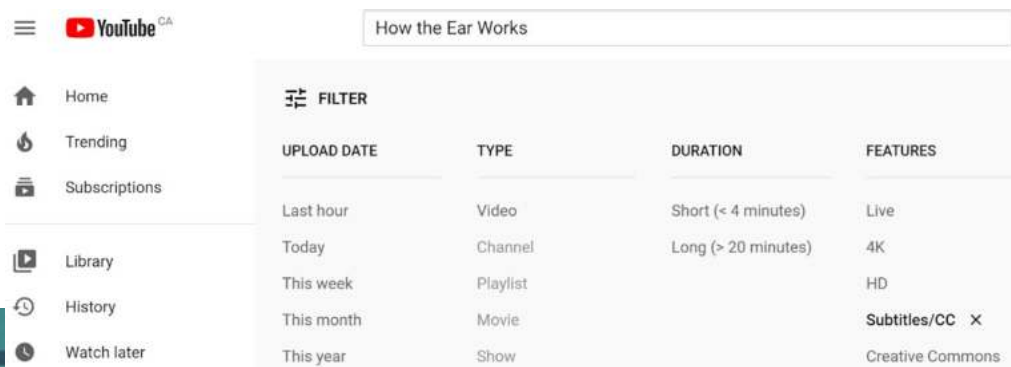 YouTube CA
How the Ear Works
Home
Trending
Subscriptions
Library
History
Watch later
FILTER
UPLOAD DATE
Last hour
Today
This week
This month
This year
TYPE
Video
Channel
Playlist
Movie
Show
DURATION
Short (< 4 minutes)
Long (> 20 minutes)
FEATURES
Live
4K
HD
Subtitles/CC ×
Creative Commons